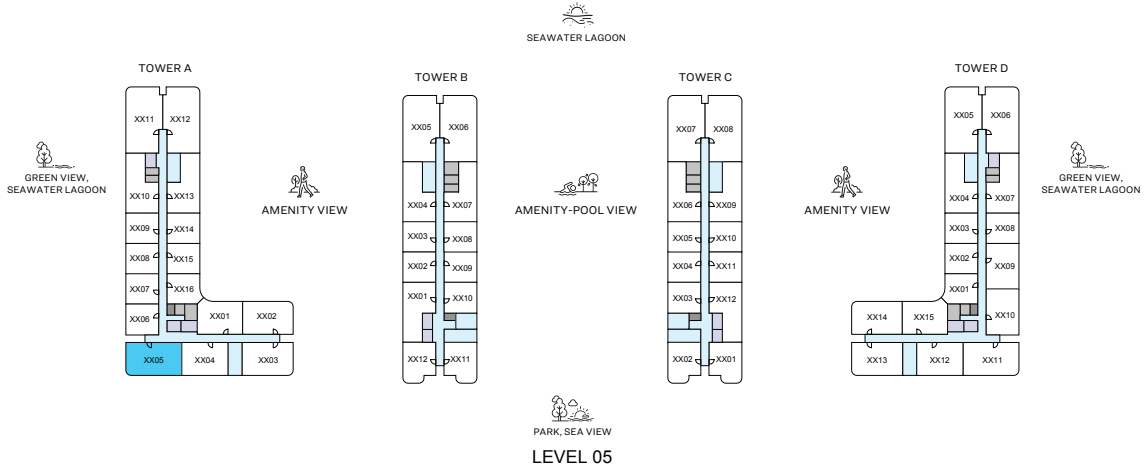 SEAWATER LAGOON
TOWER A
TOWER B
TOWER C
TOWER D
XX11 XX12
XX05 XX06
XX07 XX08
XX05 XX06
GREEN VIEW,
SEAWATER LAGOON
GREEN VIEW,
SEAWATER LAGOON
AMENITY VIEW
AMENITY-POOL VIEW
AMENITY VIEW
XX10 XX13
XX09 XX14
XX08 XX15
XX07 XX16
XX06 XX01 XX02
XX05 XX04 XX03
XX04 XX07
XX03 XX08
XX02 XX09
XX01 XX10
XX12 XX11
XX06 XX09
XX05 XX10
XX04 XX11
XX03 XX12
XX02 XX01
XX04 XX07
XX03 XX08
XX02 XX09
XX01
XX14 XX15 XX10
XX13 XX12 XX11
PARK, SEA VIEW
LEVEL 05